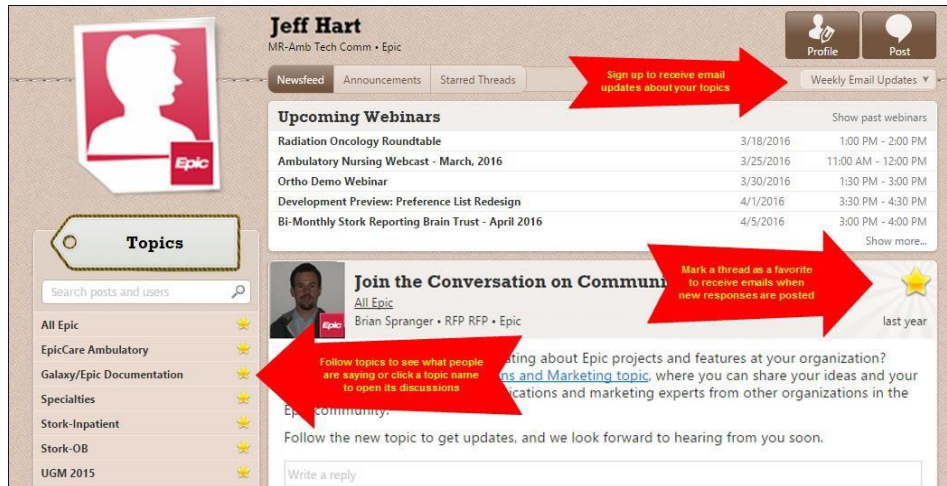 Jeff Hart
MR-Amb Tech Comm • Epic
Profile
Post
Newsfeed
Announcements
Starred Threads
Sign up to receive email
updates about your topics
Weekly Email Updates
Epic
Upcoming Webinars
Show past webinars
Radiation Oncology Roundtable 3/18/2016 1:00 PM - 2:00 PM
Ambulatory Nursing Webcast - March, 2016 3/25/2016 11:00 AM - 12:00 PM
Ortho Demo Webinar 3/30/2016 1:30 PM - 3:00 PM
Development Preview: Preference List Redesign 4/1/2016 3:30 PM - 4:30 PM
Bi-Monthly Stork Reporting Brain Trust - April 2016 4/5/2016 3:00 PM - 4:00 PM
Show more...
Topics
Search posts and users
All Epic
EpicCare Ambulatory
Galaxy/Epic Documentation
Specialties
Stork-Inpatient
Stork-OB
UGM 2015
Epic
Join the Conversation on Commun
All Epic
Brian Spranger • RFP RFP • Epic
Mark a thread as a favorite
to receive emails when
new responses are posted
last year
Follow topics to see what people
are saying or click a topic name
to open its discussions
ating about Epic projects and features at your organization?
ns and Marketing topic, where you can share your ideas and your
ications and marketing experts from other organizations in the
community.
Follow the new topic to get updates, and we look forward to hearing from you soon.
Write a reply